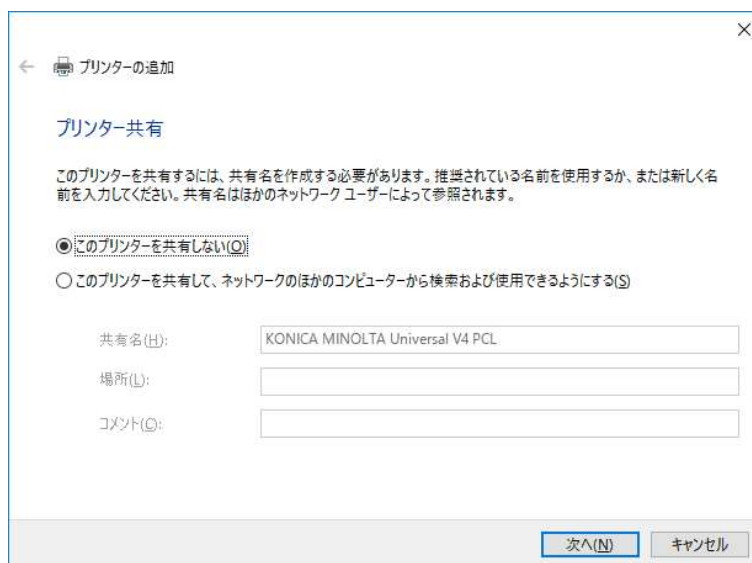 プリンターの追加
プリンター共有
このプリンターを共有するには、共有名を作成する必要があります。推奨されている名前を使用するか、または新しく名
前を入力してください。共有名はほかのネットワーク ユーザーによって参照されます。
このプリンターを共有しない(O)
このプリンターを共有して、ネットワークのほかのコンピューターから検索および使用できるようにする(S)
共有名(H): KONICA MINOLTA Universal V4 PCL
場所(L):
コメント(C):
次へ(N) キャンセル